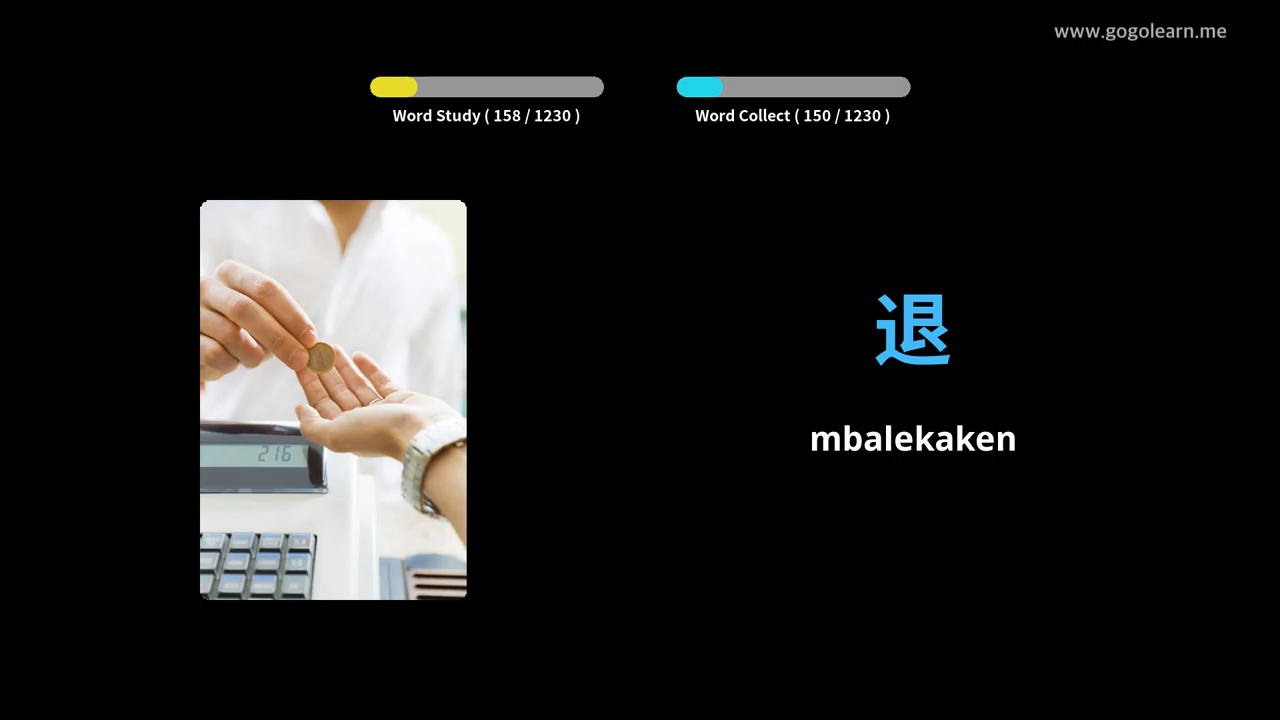 www.gogolearn.me
Word Study ( 158 / 1230 )
Word Collect ( 150 / 1230 )
退
216
mbalekaken